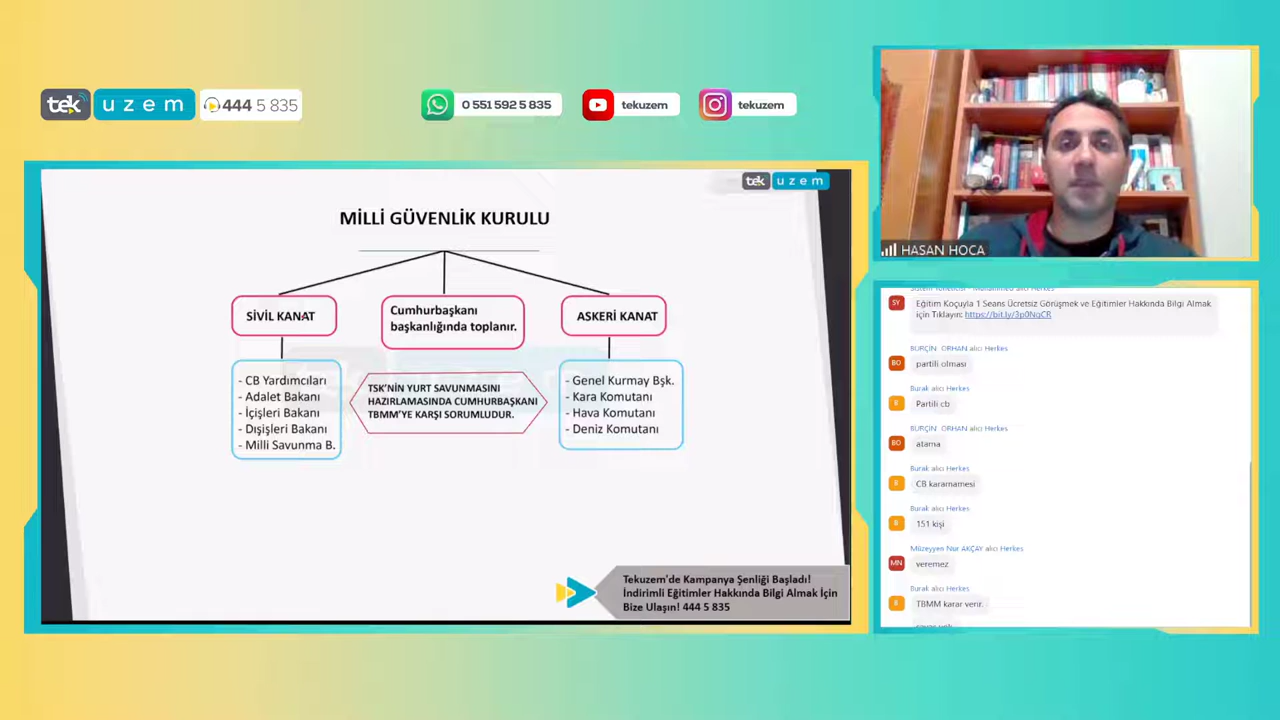 tek uzem 444 5 835
0 551 592 5 835
tekuzem
tekuzem
tek uzem
MİLLİ GÜVENLİK KURULU
SİVİL KANAT
Cumhurbaşkanı
başkanlığında toplanır.
ASKERİ KANAT
- CB Yardımcıları
- Adalet Bakanı
- İçişleri Bakanı
- Dışişleri Bakanı
- Milli Savunma B.
TSK'NİN YURT SAVUNMASINI
HAZIRLAMASINDA CUMHURBAŞKANI
TBMM'YE KARŞI SORUMLUDUR.
- Genel Kurmay Bşk.
- Kara Komutanı
- Hava Komutanı
- Deniz Komutanı
Tekuzem'de Kampanya Şenliği Başladı!
İndirimli Eğitimler Hakkında Bilgi Almak İçin
Bize Ulaşın! 444 5 835
HASAN HOCA
SY
Eğitim Koçuyla 1 Seans Ücretsiz Görüşmek ve Eğitimler Hakkında Bilgi Almak
için Tıklayın: https://bit.ly/3p0NqCR
BURÇİN ORHAN alıcı Herkes
BO partili olması
Burak alıcı Herkes
B Partili cb
BURÇİN ORHAN alıcı Herkes
BO atama
Burak alıcı Herkes
B CB kararnamesi
Burak alıcı Herkes
B 151 kişi
Müzeyyen Nur AKÇAY alıcı Herkes
MN veremez
Burak alıcı Herkes
B TBMM karar verir.